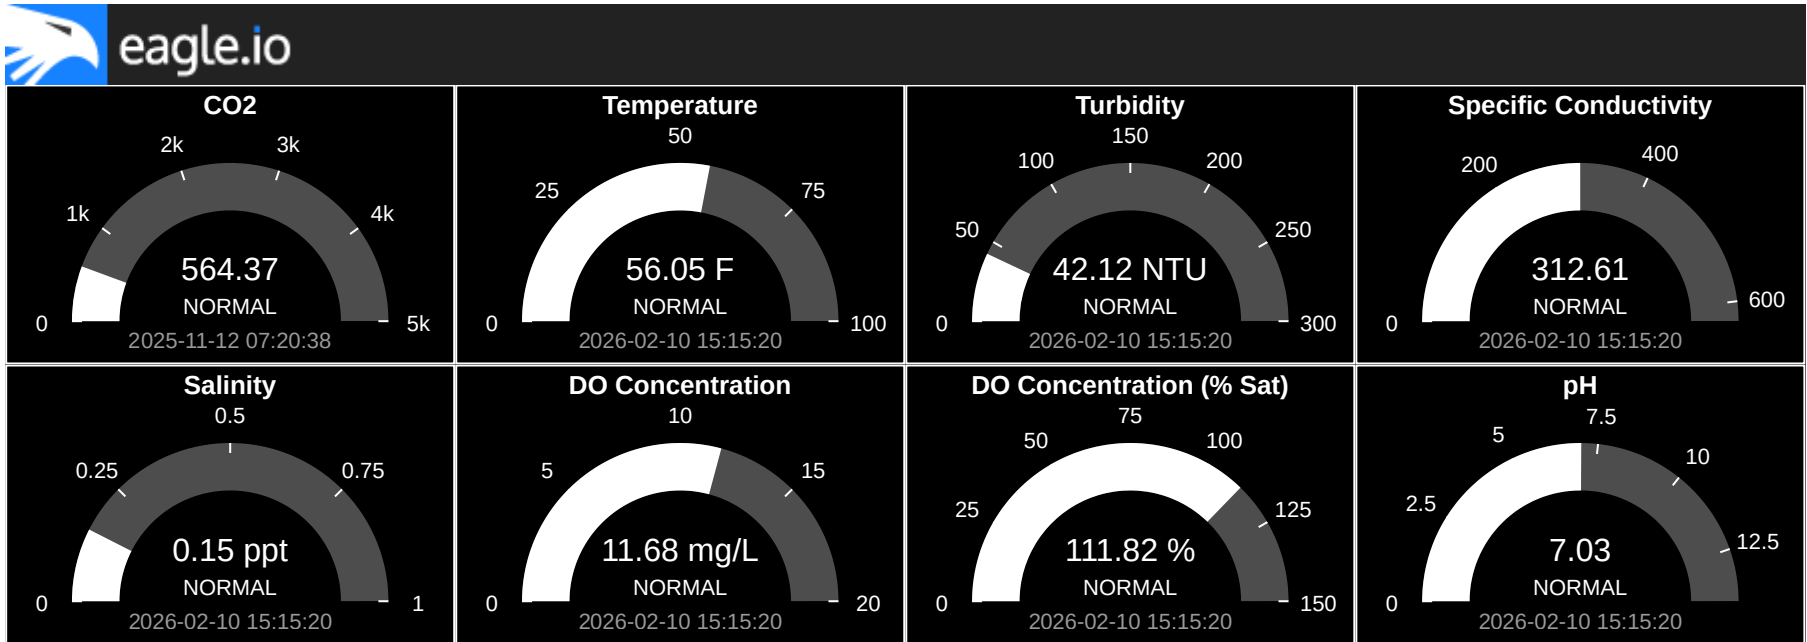 eagle.io
CO2
0
1k
2k
3k
4k
5k
564.37
NORMAL
2025-11-12 07:20:38
Temperature
0
25
50
75
100
56.05 F
NORMAL
2026-02-10 15:15:20
Turbidity
0
50
100
150
200
250
300
42.12 NTU
NORMAL
2026-02-10 15:15:20
Specific Conductivity
0
200
400
600
312.61
NORMAL
2026-02-10 15:15:20
Salinity
0
0.25
0.5
0.75
1
0.15 ppt
NORMAL
2026-02-10 15:15:20
DO Concentration
0
5
10
15
20
11.68 mg/L
NORMAL
2026-02-10 15:15:20
DO Concentration (% Sat)
0
25
50
75
100
125
150
111.82 %
NORMAL
2026-02-10 15:15:20
pH
0
2.5
5
7.5
10
12.5
7.03
NORMAL
2026-02-10 15:15:20